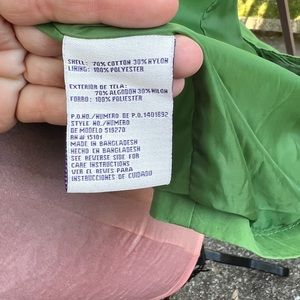 SHELL: 70% COTTON 30% NYLON
LINING: 100% POLYESTER
EXTERIOR DE TELA:
70% ALGODON 30% NILON
FORRO: 100% POLIESTER
P.O.NO./NUMERO DE P.O.1401892
STYLE NO./NUMERO
DE MODELO 519270
RN# 15101
MADE IN BANGLADESH
HECHO EN BANGLADESH
SEE REVERSE SIDE FOR
CARE INSTRUCTIONS
VER EL REVES PARA
INSTRUCCIONES DE CUIDADO